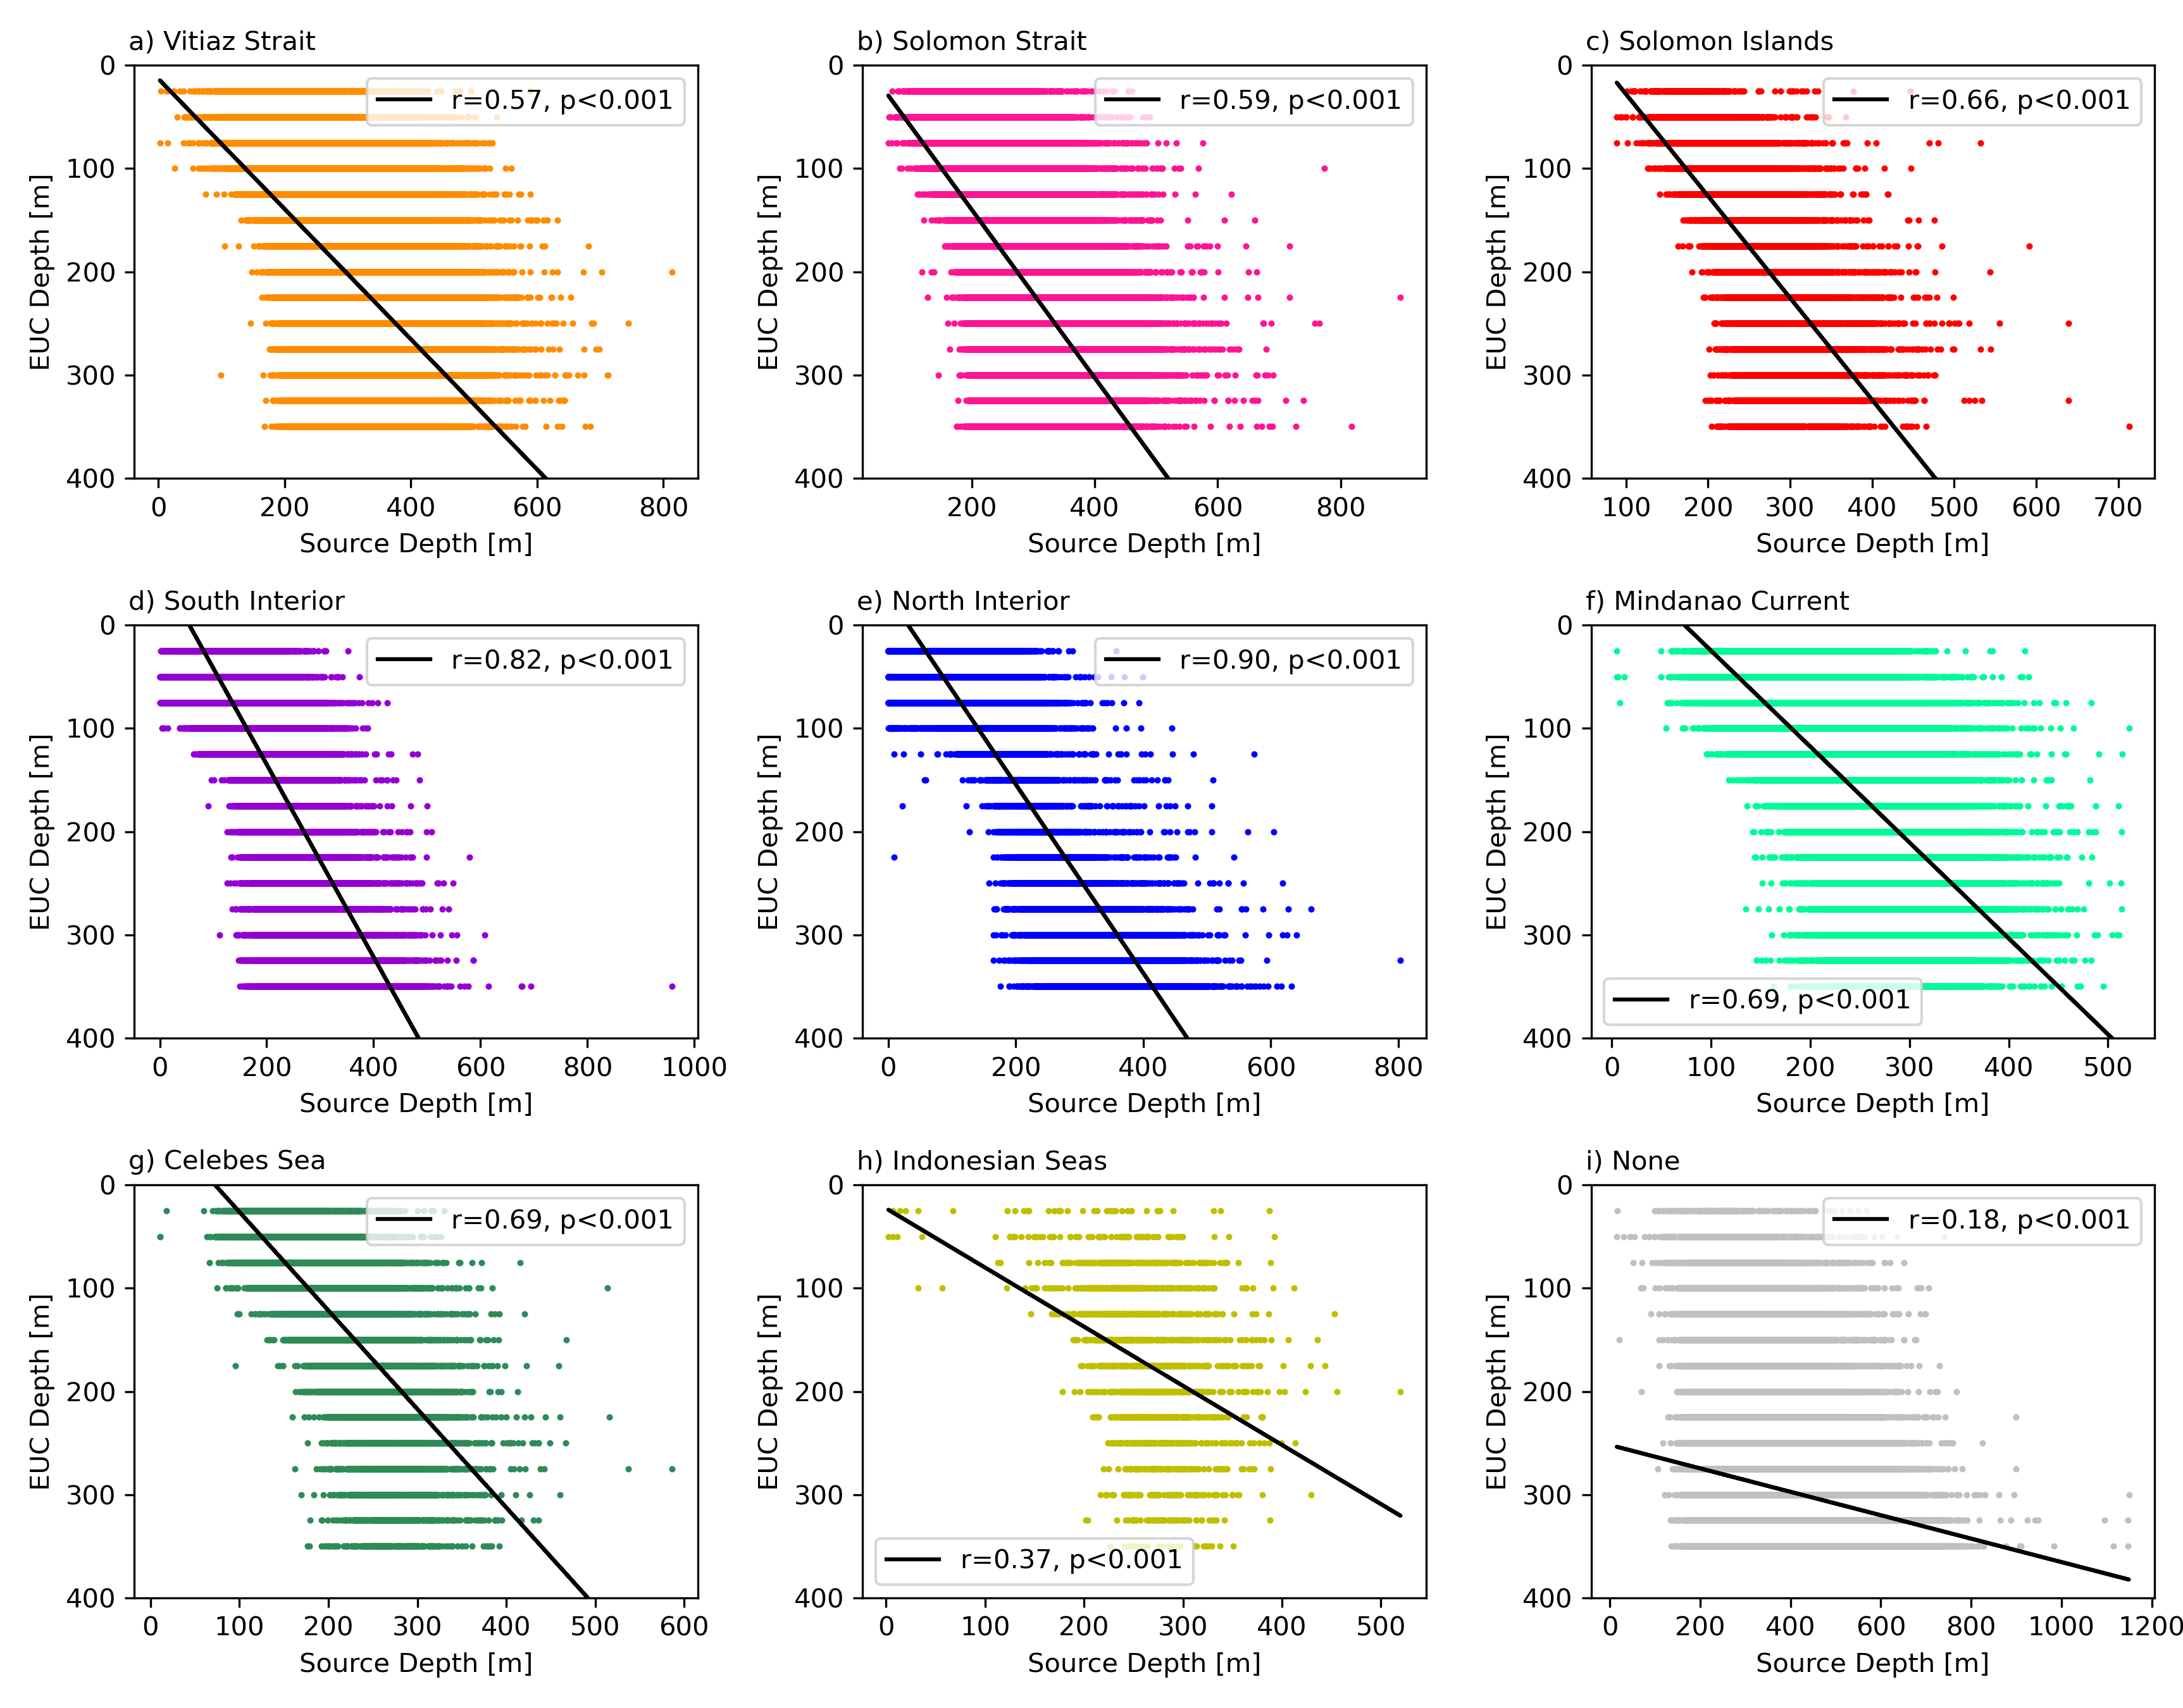 a) Vitiaz Strait
b) Solomon Strait
c) Solomon Islands
0
100
200
300
400
EUC Depth [m]
r=0.57, p<0.001
0 200 400 600 800
Source Depth [m]
0
100
200
300
400
EUC Depth [m]
r=0.59, p<0.001
200 400 600 800
Source Depth [m]
0
100
200
300
400
EUC Depth [m]
r=0.66, p<0.001
100 200 300 400 500 600 700
Source Depth [m]
d) South Interior
e) North Interior
f) Mindanao Current
0
100
200
300
400
EUC Depth [m]
r=0.82, p<0.001
0 200 400 600 800 1000
Source Depth [m]
0
100
200
300
400
EUC Depth [m]
r=0.90, p<0.001
0 200 400 600 800
Source Depth [m]
0
100
200
300
400
EUC Depth [m]
r=0.69, p<0.001
0 100 200 300 400 500
Source Depth [m]
g) Celebes Sea
h) Indonesian Seas
i) None
0
100
200
300
400
EUC Depth [m]
r=0.69, p<0.001
0 100 200 300 400 500 600
Source Depth [m]
0
100
200
300
400
EUC Depth [m]
r=0.37, p<0.001
0 100 200 300 400 500
Source Depth [m]
0
100
200
300
400
EUC Depth [m]
r=0.18, p<0.001
0 200 400 600 800 1000 1200
Source Depth [m]